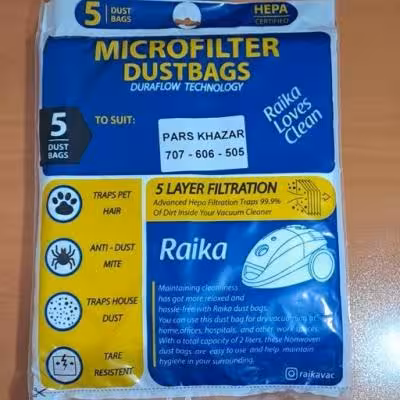 5 DUST
BAGS
HEPA
CERTIFIED
MICROFILTER
DUSTBAGS
DURAFLOW TECHNOLOGY
Raika
Loves
Clean
5
DUST
BAGS
TO SUIT:
PARS KHAZAR
707 - 606 - 505
TRAPS PET
HAIR
5 LAYER FILTRATION
Advanced Hepa Filtration Traps 99.9%
Of Dirt Inside Your Vacuum Cleaner
ANTI - DUST
MITE
Raika
TRAPS HOUSE
DUST
Maintaining cleanliness
has got more relaxed and
hassle-free with Raika dust bags.
You can use this dust bag for dry vacuuming at
home, offices, hospitals, and other work spaces.
With a total capacity of 2 liters, these Nonwoven
dust bags are easy to use and help maintain
hygiene in your surrounding.
TARE
RESISTENT
raikavac